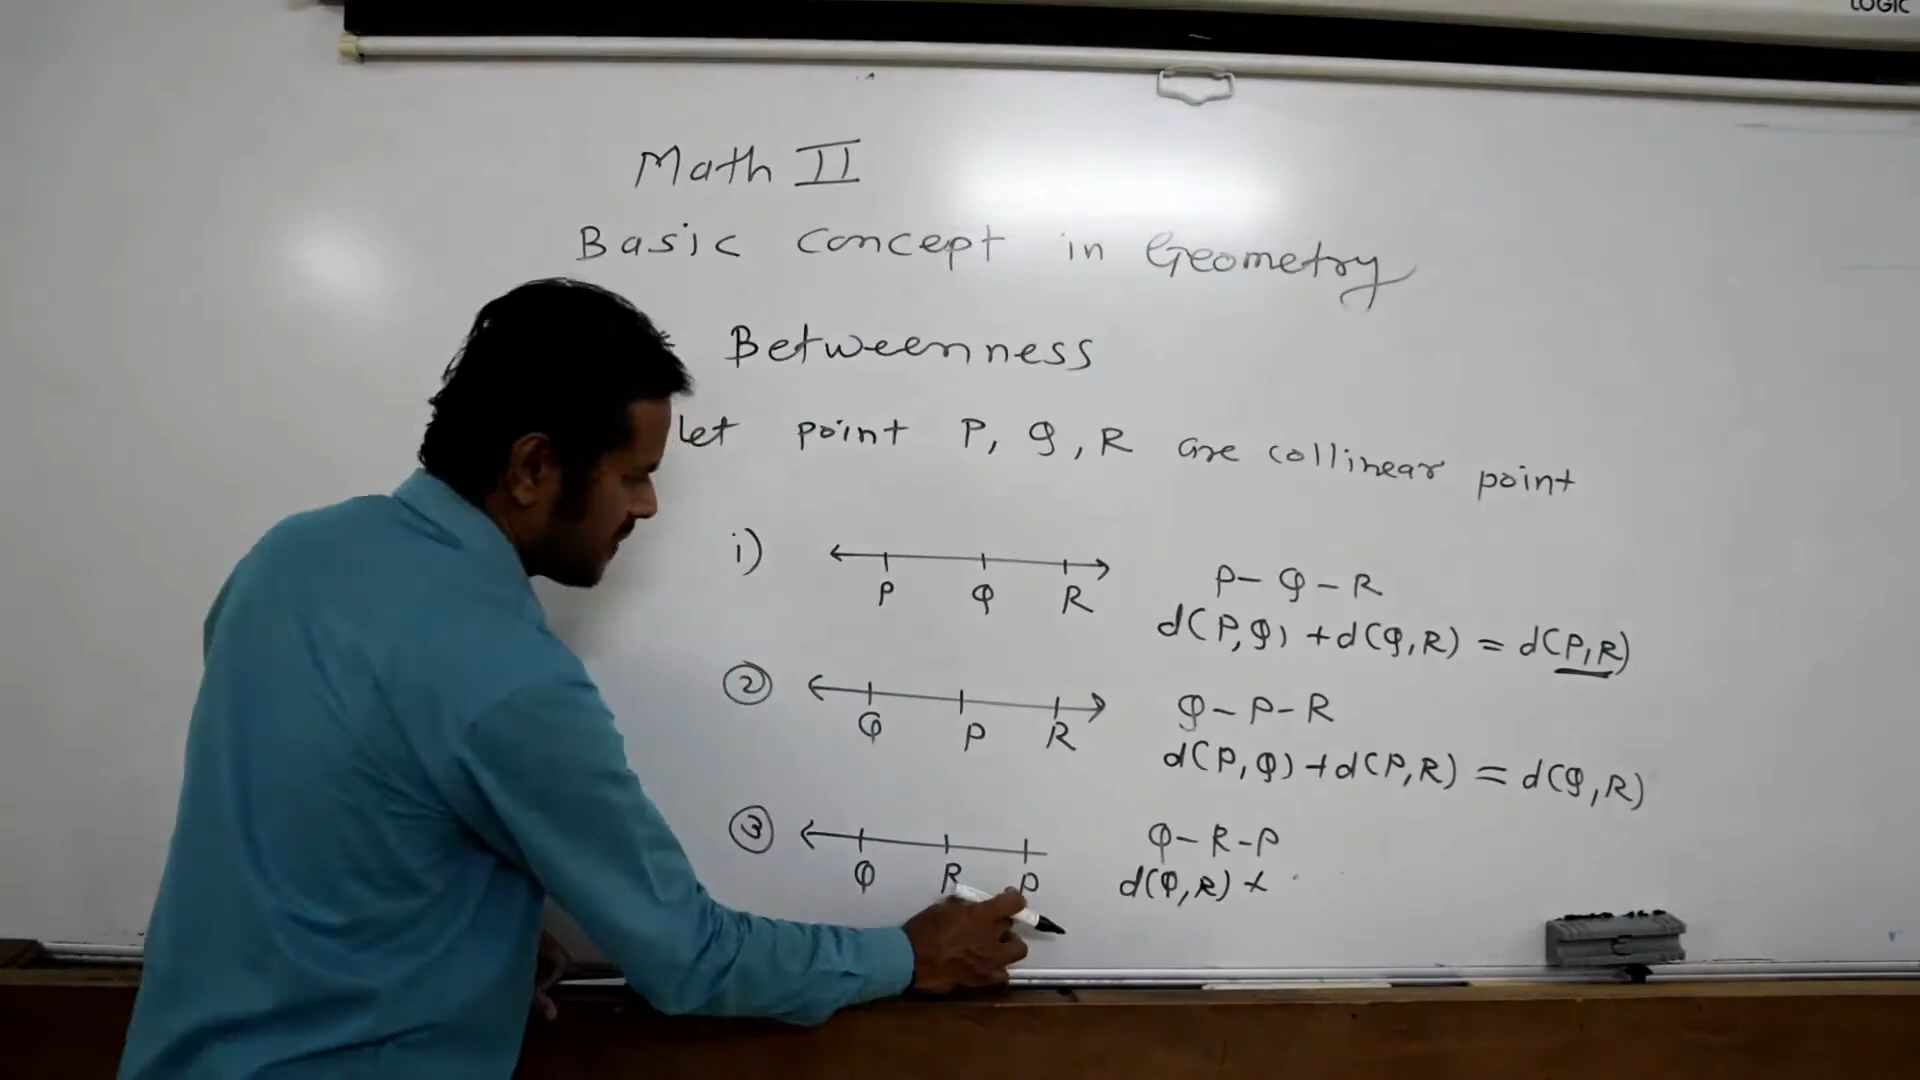 LOGIC
Math II
Basic concept in Geometry
Betweenness
let point P, Q, R are collinear point
i) P Q R P- Q - R
d(P,Q) +d(Q,R) = d(P,R)
② Q P R Q - P - R
d(P,Q)+d(P,R) = d(Q,R)
③ Q R P Q- R-P
d(Q,R) +